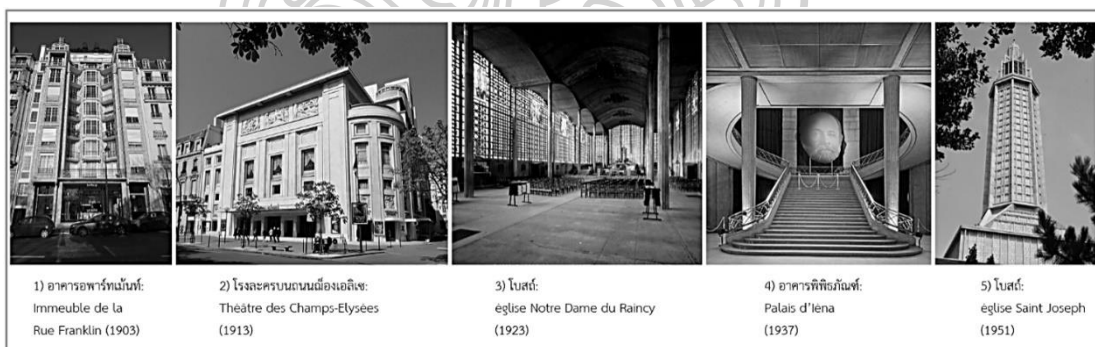 1) อาคารอพาร์ทเม้นท์:
Immeuble de la
Rue Franklin (1903)
2) โรงละครบนถนนฌ็องเอลิเซ:
Théâtre des Champs-Elysées
(1913)
3) โบสถ์:
église Notre Dame du Raincy
(1923)
4) อาคารพิพิธภัณฑ์:
Palais d'Iéna
(1937)
5) โบสถ์:
église Saint Joseph
(1951)